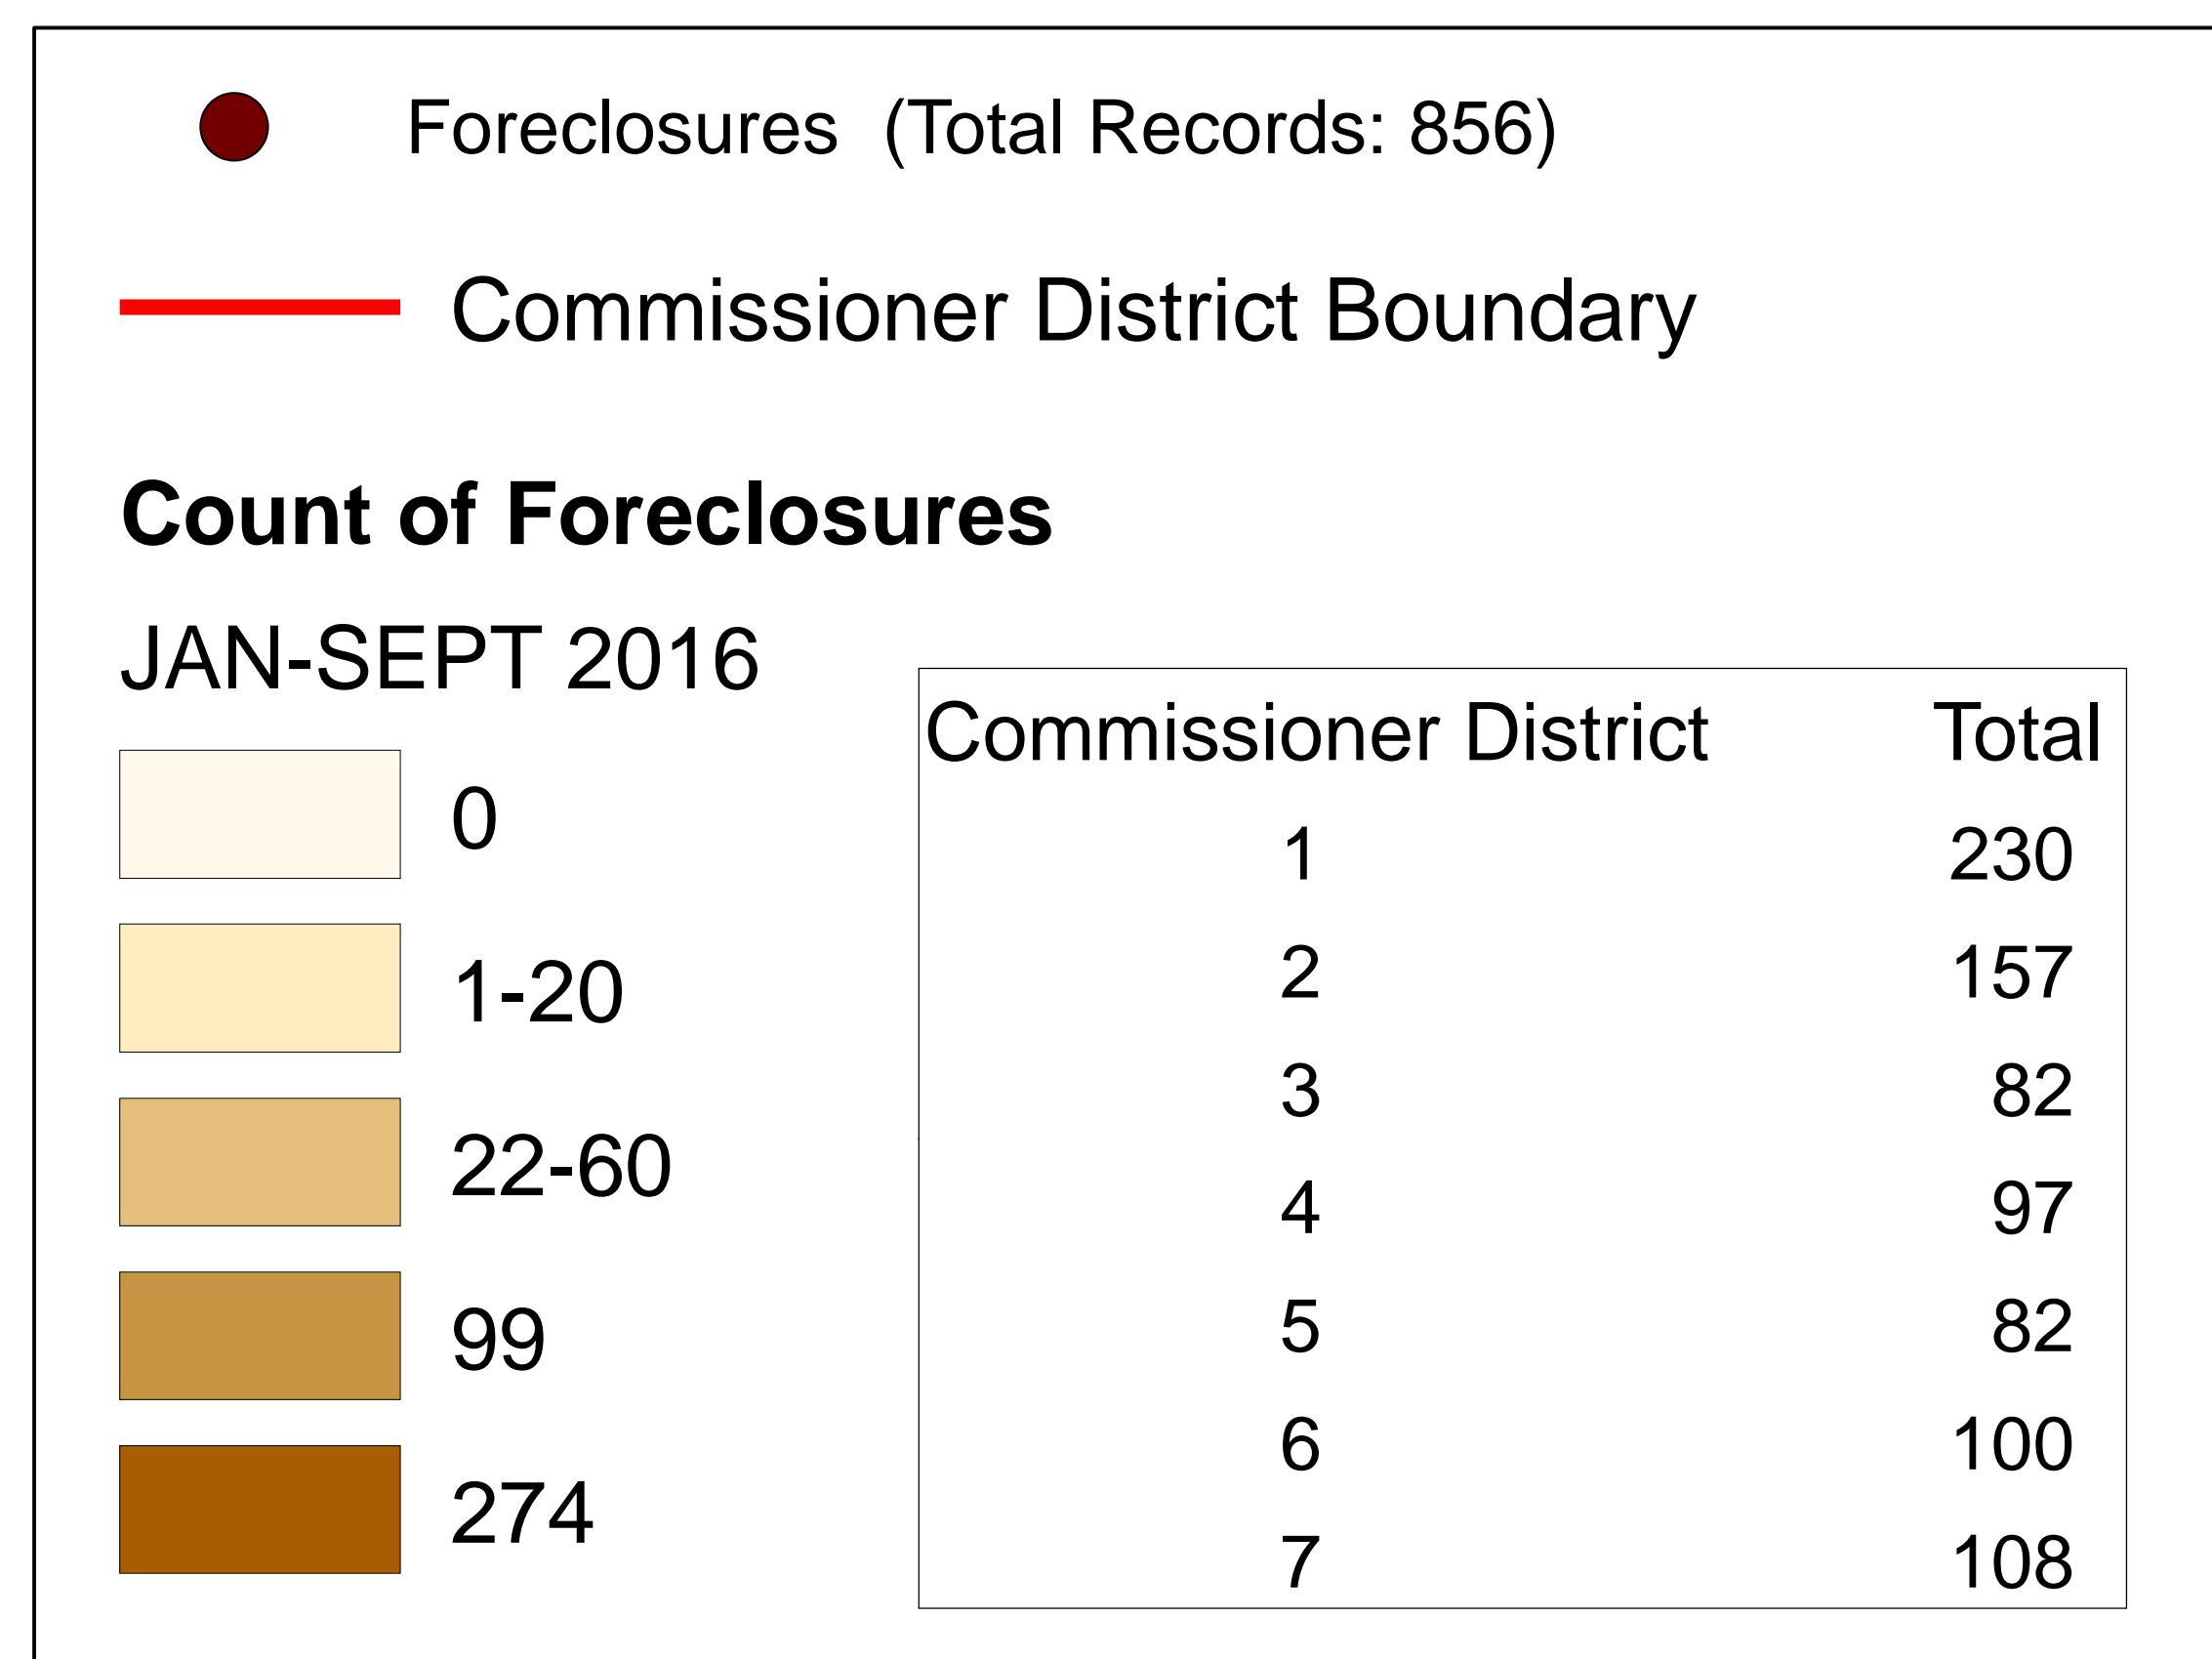 Foreclosures (Total Records: 856)
Commissioner District Boundary
Count of Foreclosures
JAN-SEPT 2016
0
1-20
22-60
99
274
Commissioner District Total
1 230
2 157
3 82
4 97
5 82
6 100
7 108